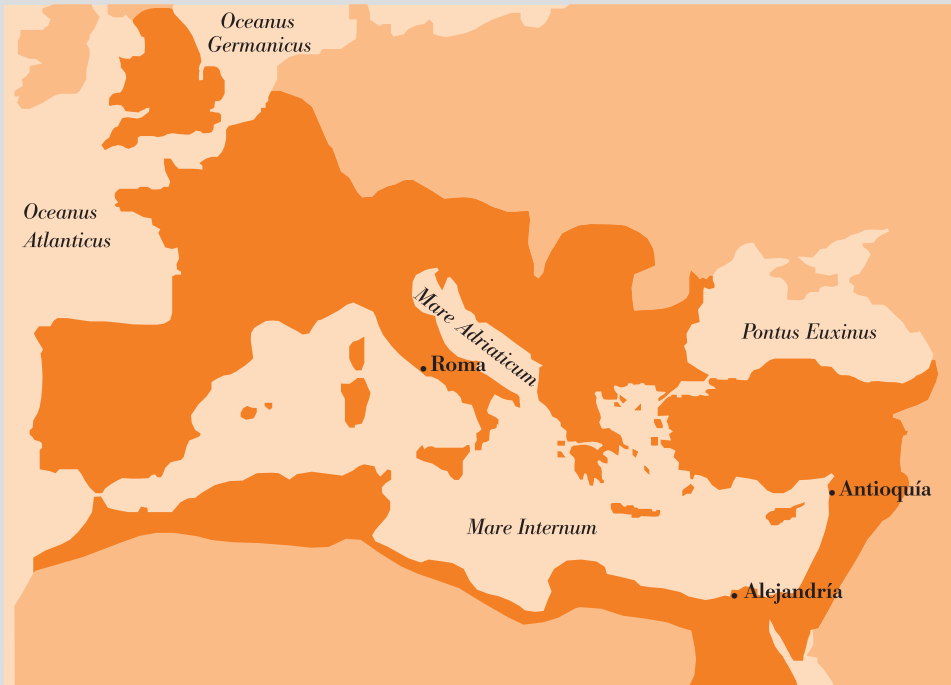 Oceanus
Germanicus
Oceanus
Atlanticus
Mare Adriaticum
Pontus Euxinus
Roma
Antioquía
Mare Internum
Alejandría